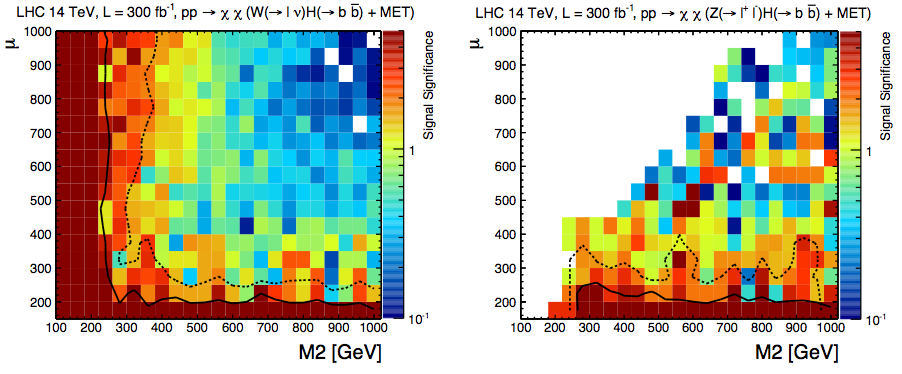 LHC 14 TeV, L = 300 fb⁻¹, pp → χ χ (W(→ l ν)H(→ b b̅) + MET)
μ
1000
900
800
700
600
500
400
300
200
100 200 300 400 500 600 700 800 900 1000
M2 [GeV]
Signal Significance
1
10⁻¹
LHC 14 TeV, L = 300 fb⁻¹, pp → χ χ (Z(→ l⁺ l⁻)H(→ b b̅) + MET)
μ
1000
900
800
700
600
500
400
300
200
100 200 300 400 500 600 700 800 900 1000
M2 [GeV]
Signal Significance
1
10⁻¹